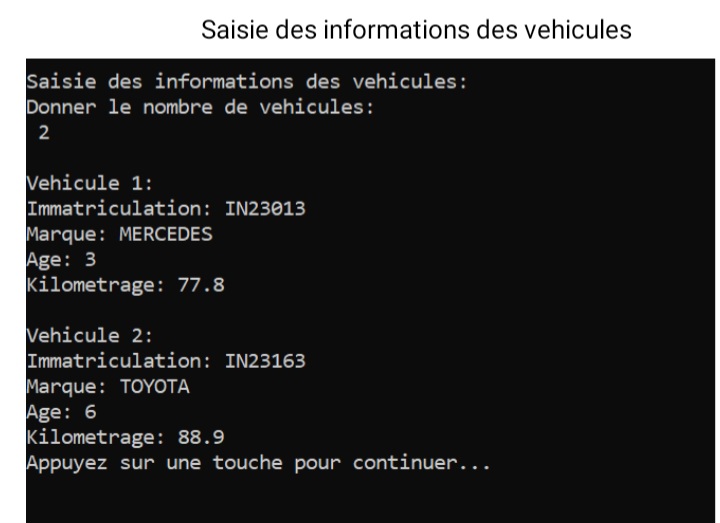 Saisie des informations des vehicules
Saisie des informations des vehicules:
Donner le nombre de vehicules:
2
Vehicule 1:
Immatriculation: IN23013
Marque: MERCEDES
Age: 3
Kilometrage: 77.8
Vehicule 2:
Immatriculation: IN23163
Marque: TOYOTA
Age: 6
Kilometrage: 88.9
Appuyez sur une touche pour continuer...